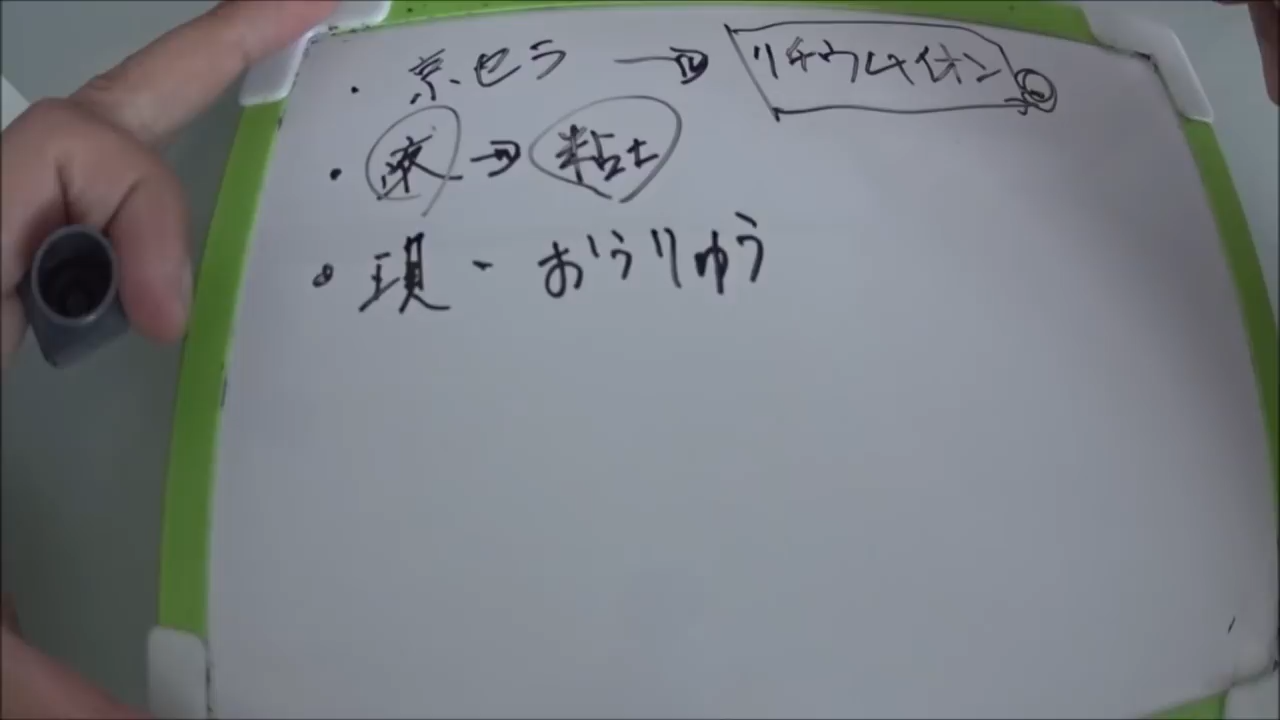 ・京セラ → リチウムイオン
・液 → 粘土
・現 - おうりゅう